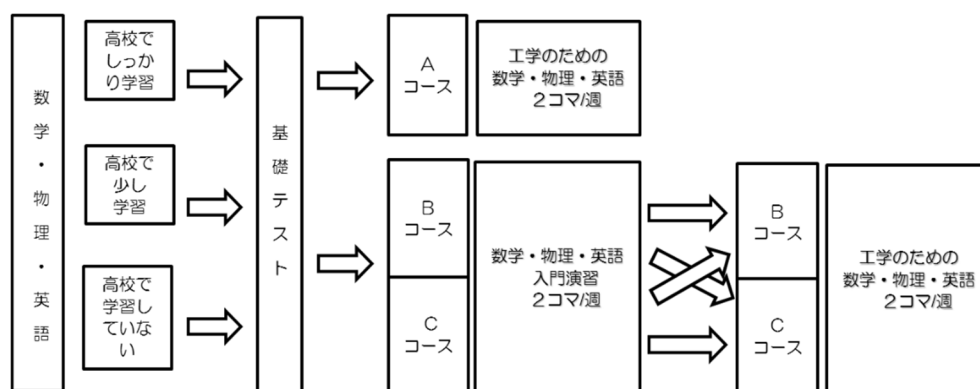 数学・物理・英語
高校で
しっか
り学習
高校で
少し
学習
高校で
学習し
ていな
い
基礎テスト
A
コース
工学のための
数学・物理・英語
２コマ/週
B
コース
C
コース
数学・物理・英語
入門演習
２コマ/週
B
コース
C
コース
工学のための
数学・物理・英語
２コマ/週